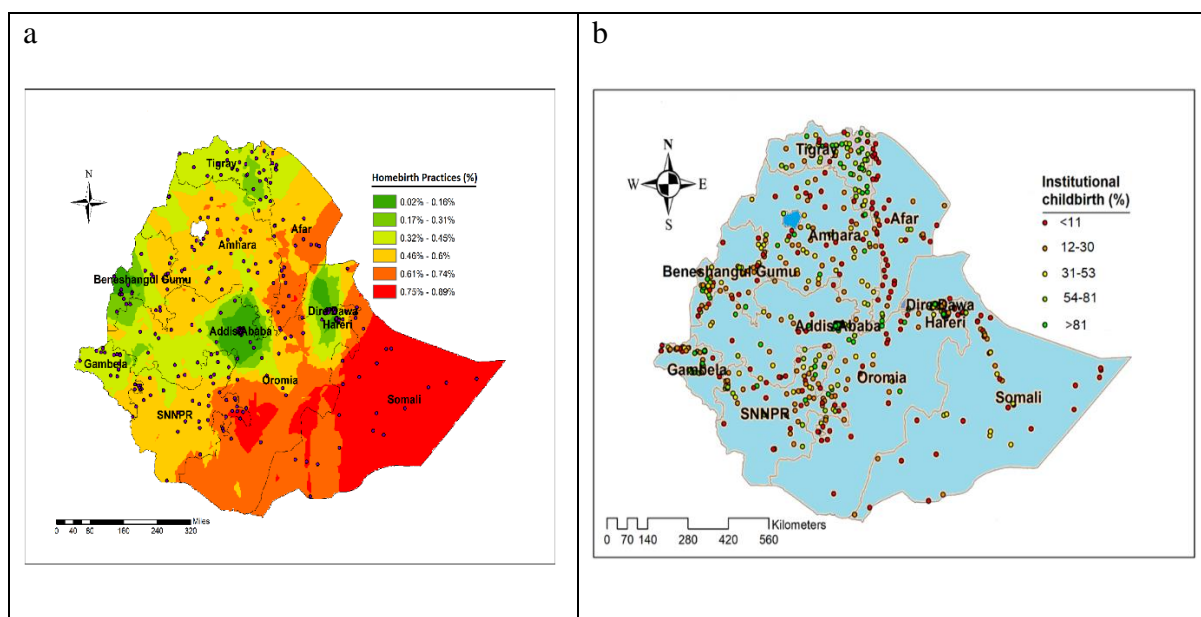 a
N
Homebirth Practices (%)
0.02% - 0.16%
0.17% - 0.31%
0.32% - 0.45%
0.46% - 0.6%
0.61% - 0.74%
0.75% - 0.89%
Tigray
Afar
Amhara
Beneshangul Gumu
Dire Dawa
Hareri
Addis Ababa
Gambela
Oromia
Somali
SNNPR
Miles
0 40 80 160 240 320
b
N
W E
S
Institutional
childbirth (%)
<11
12-30
31-53
54-81
>81
Tigray
Afar
Amhara
Beneshangul Gumu
Dire Dawa
Hareri
Addis Ababa
Gambela
Oromia
Somali
SNNPR
Kilometers
0 70 140 280 420 560